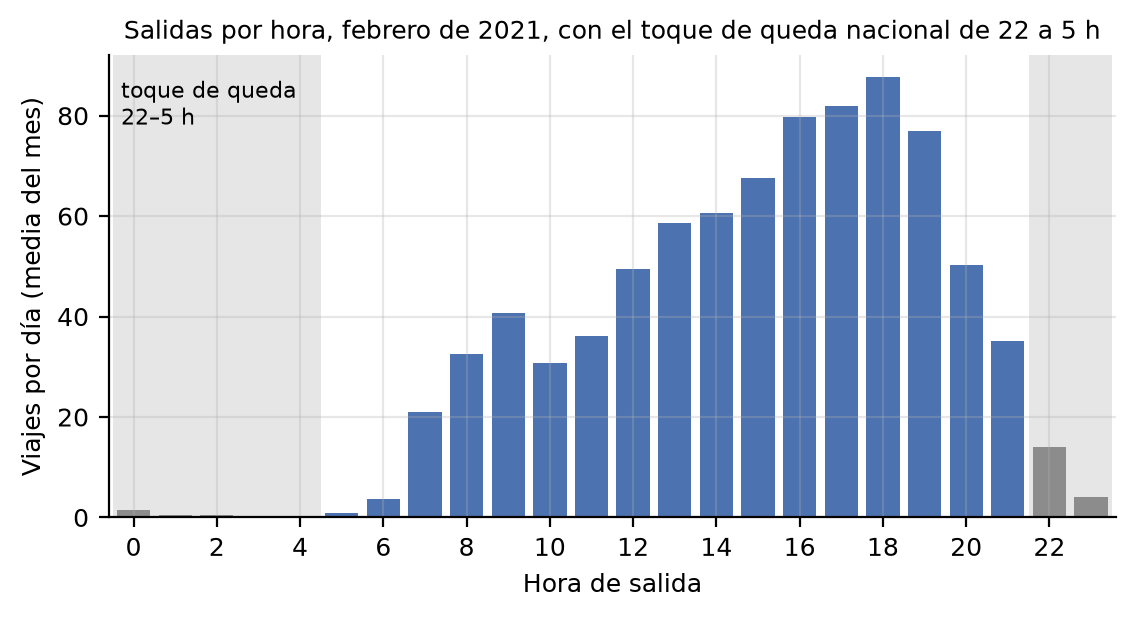 Salidas por hora, febrero de 2021, con el toque de queda nacional de 22 a 5 h
toque de queda
22–5 h
Viajes por día (media del mes)
80
60
40
20
0
0 2 4 6 8 10 12 14 16 18 20 22
Hora de salida